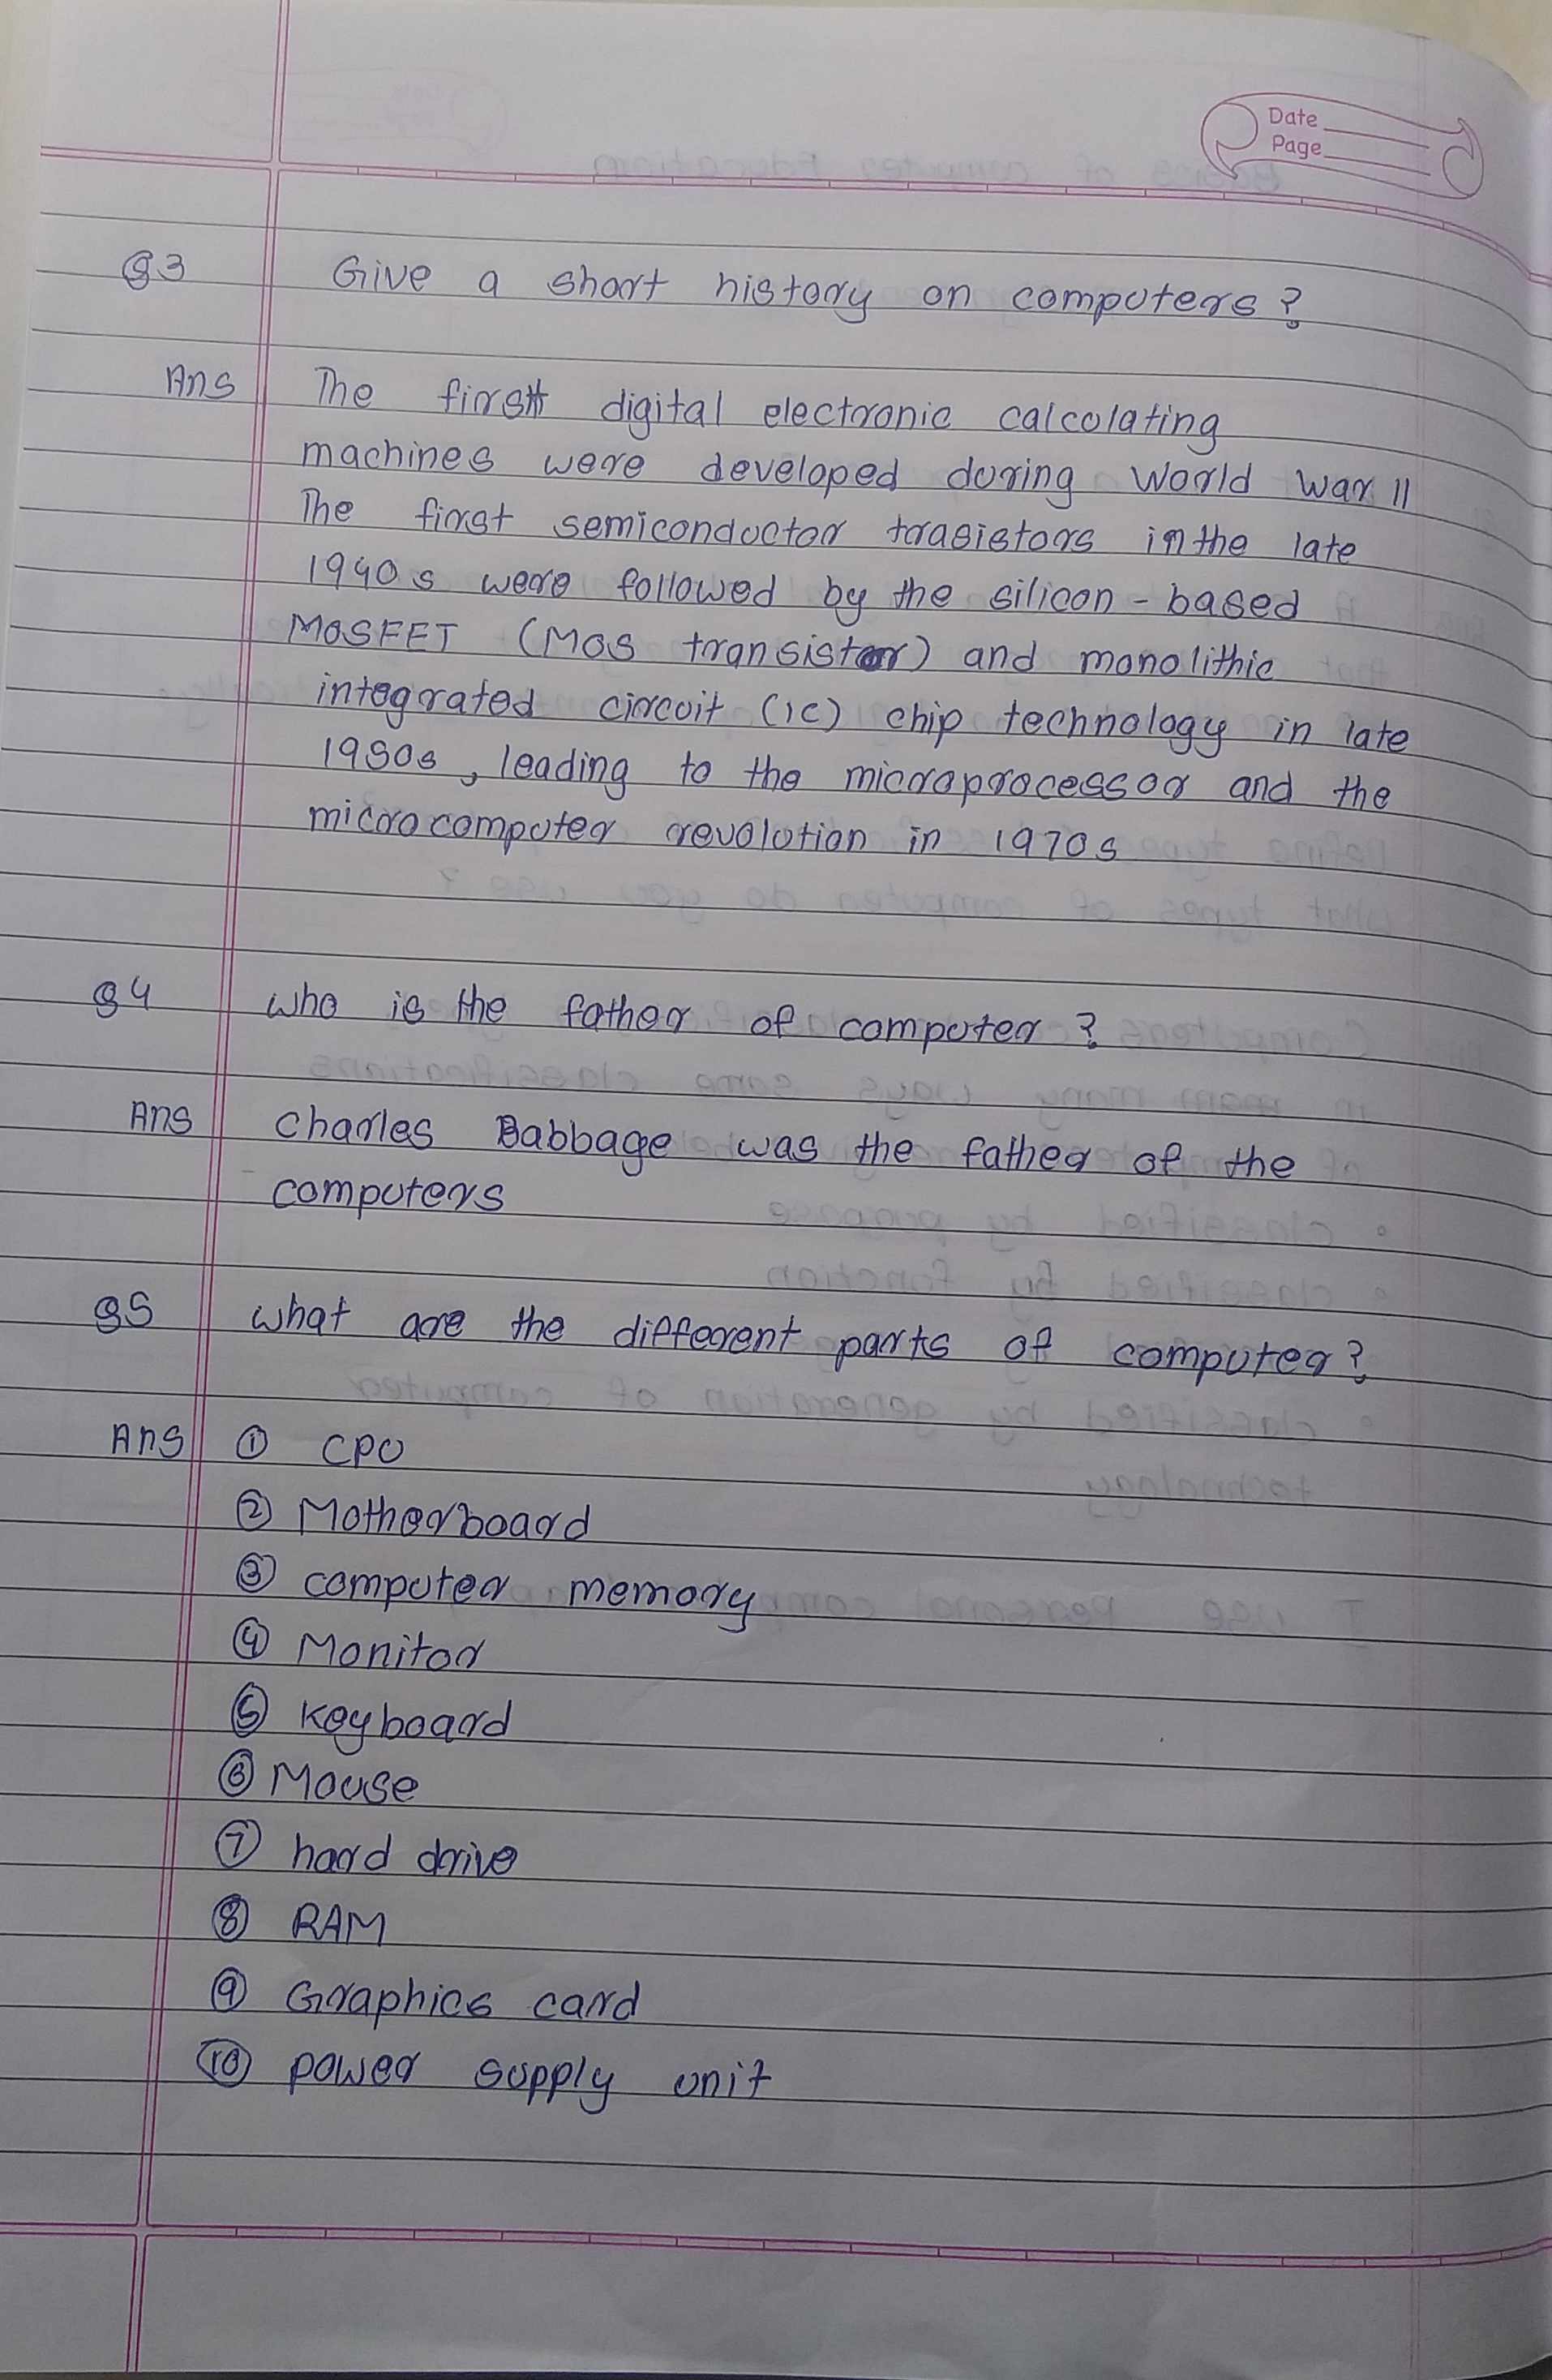 Date
Page
Q3 Give a short history on computers?
Ans The first digital electronic calculating
machines were developed during World War II
The first semiconductor trasistors in the late
1940s were followed by the silicon-based
MOSFET (Mos transistor) and monolithic
integrated circuit (IC) chip technology in late
1950s, leading to the microprocessor and the
microcomputer revolution in 1970s
Q4 Who is the father of computer?
Ans Charles Babbage was the father of the
computers
Q5 What are the different parts of computer?
Ans ① CPU
② Motherboard
③ computer memory
④ Monitor
⑤ Keyboard
⑥ Mouse
⑦ hard drive
⑧ RAM
⑨ Graphics card
⑩ power supply unit